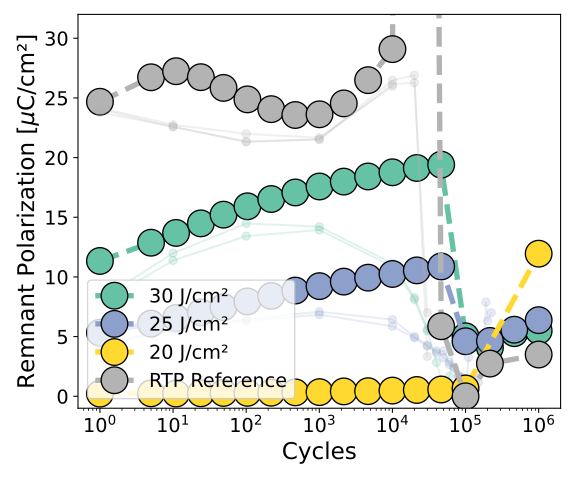 Remnant Polarization [μC/cm²]
30
25
20
15
10
5
0
30 J/cm²
25 J/cm²
20 J/cm²
RTP Reference
10⁰ 10¹ 10² 10³ 10⁴ 10⁵ 10⁶
Cycles